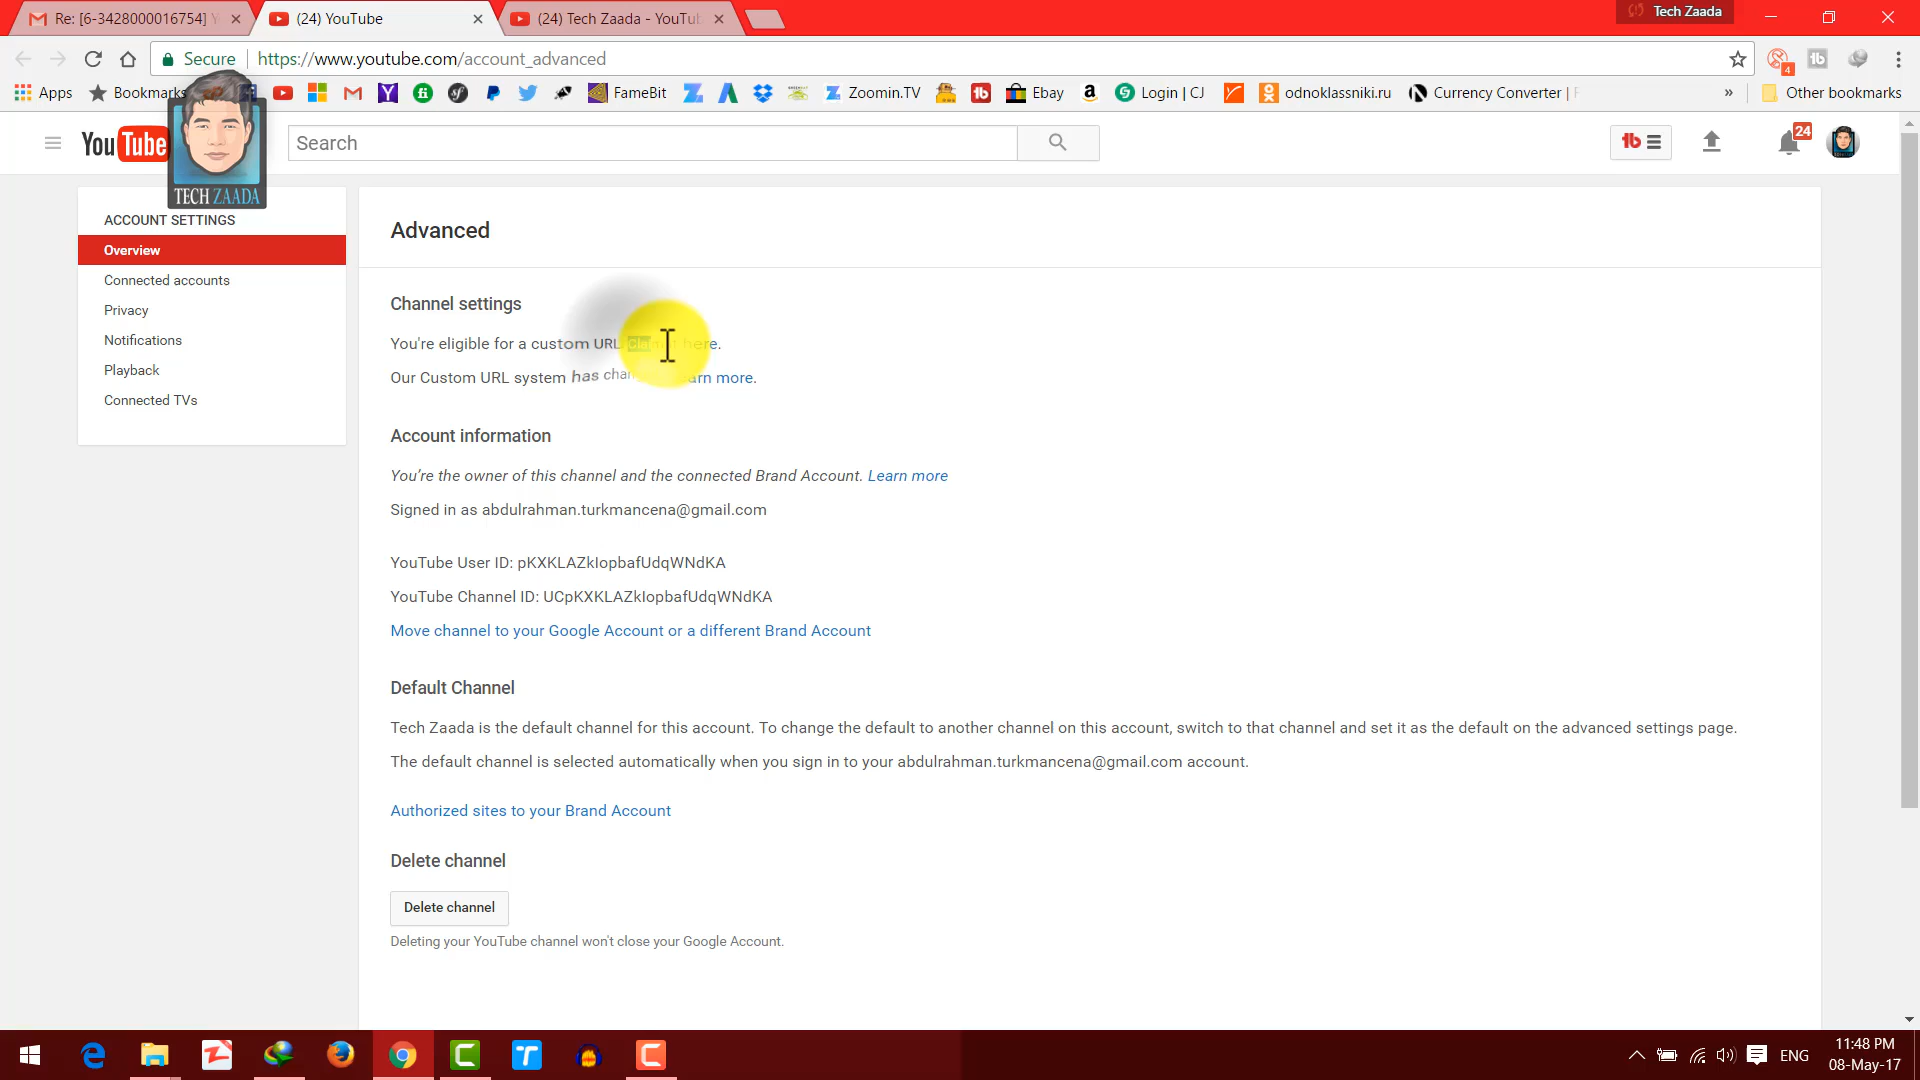 Re: [6-3428000016754]
(24) YouTube
(24) Tech Zaada - YouTu
Tech Zaada
Secure
https://www.youtube.com/account_advanced
4
Apps
Bookmarks
FameBit
Zoomin.TV
Ebay
Login | CJ
odnoklassniki.ru
Currency Converter |
»
Other bookmarks
YouTube
TECH ZAADA
Search
24
ACCOUNT SETTINGS
Overview
Connected accounts
Privacy
Notifications
Playback
Connected TVs
Advanced
Channel settings
You're eligible for a custom URL here.
Our Custom URL system has more.
Account information
You’re the owner of this channel and the connected Brand Account. Learn more
Signed in as abdulrahman.turkmancena@gmail.com
YouTube User ID: pKXKLAZkIopbafUdqWNdKA
YouTube Channel ID: UCpKXKLAZkIopbafUdqWNdKA
Move channel to your Google Account or a different Brand Account
Default Channel
Tech Zaada is the default channel for this account. To change the default to another channel on this account, switch to that channel and set it as the default on the advanced settings page.
The default channel is selected automatically when you sign in to your abdulrahman.turkmancena@gmail.com account.
Authorized sites to your Brand Account
Delete channel
Delete channel
Deleting your YouTube channel won't close your Google Account.
ENG
11:48 PM
08-May-17